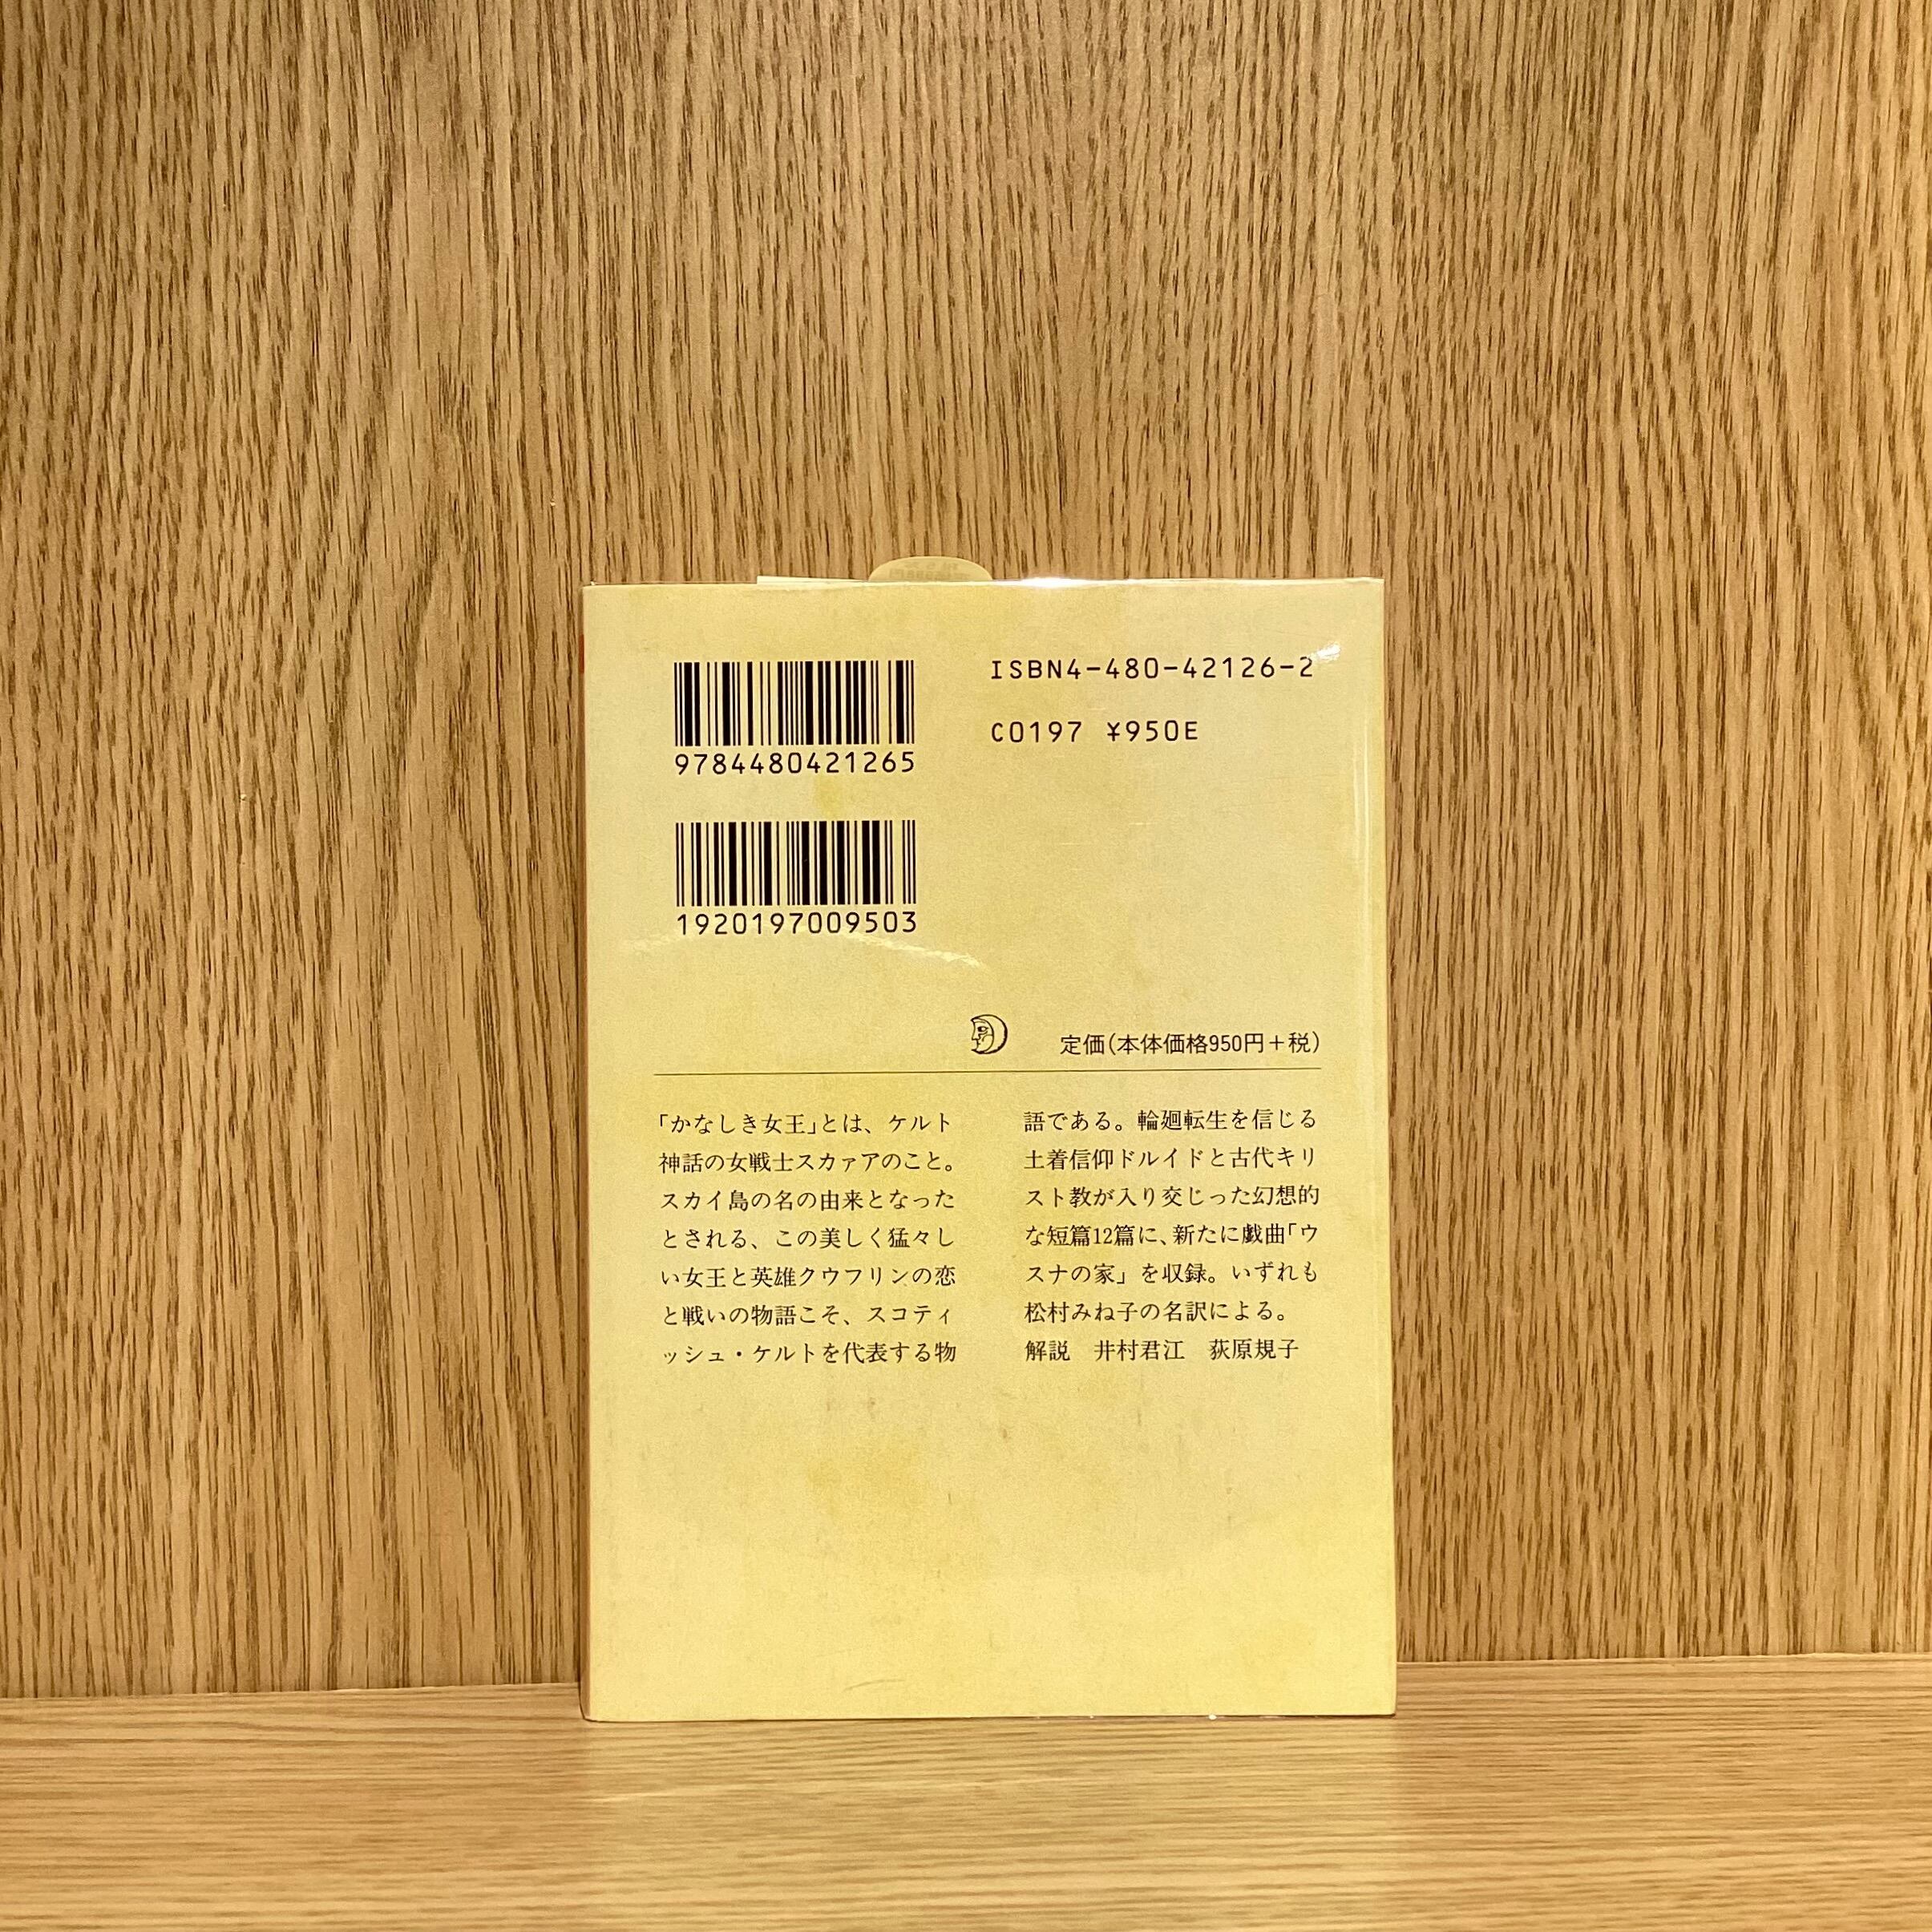 ISBN4-480-42126-2
C0197 ¥950E
9784480421265
1920197009503
定価(本体価格950円+税)
「かなしき女王」とは、ケルト
神話の女戦士スカァアのこと。
スカイ島の名の由来となった
とされる、この美しく猛々し
い女王と英雄クウフリンの恋
と戦いの物語こそ、スコティ
ッシュ・ケルトを代表する物
語である。輪廻転生を信じる
土着信仰ドルイドと古代キリ
スト教が入り交じった幻想的
な短篇12篇に、新たに戯曲「ウ
スナの家」を収録。いずれも
松村みね子の名訳による。
解説　井村君江　荻原規子